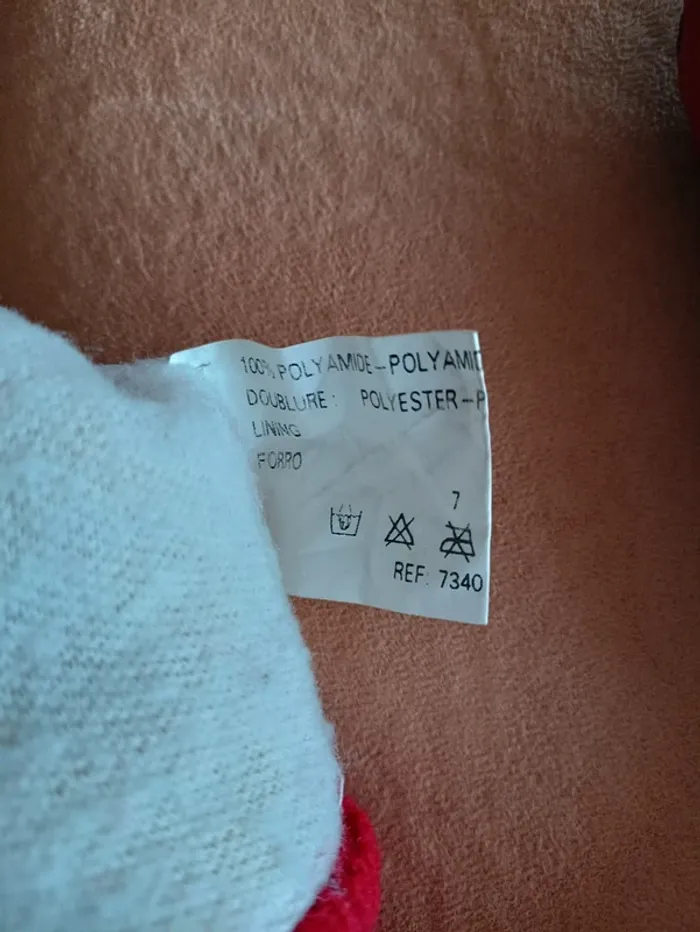 100% POLYAMIDE-POLYAMID
DOUBLURE: POLYESTER-P
LINING
FORRO
7
REF: 7340